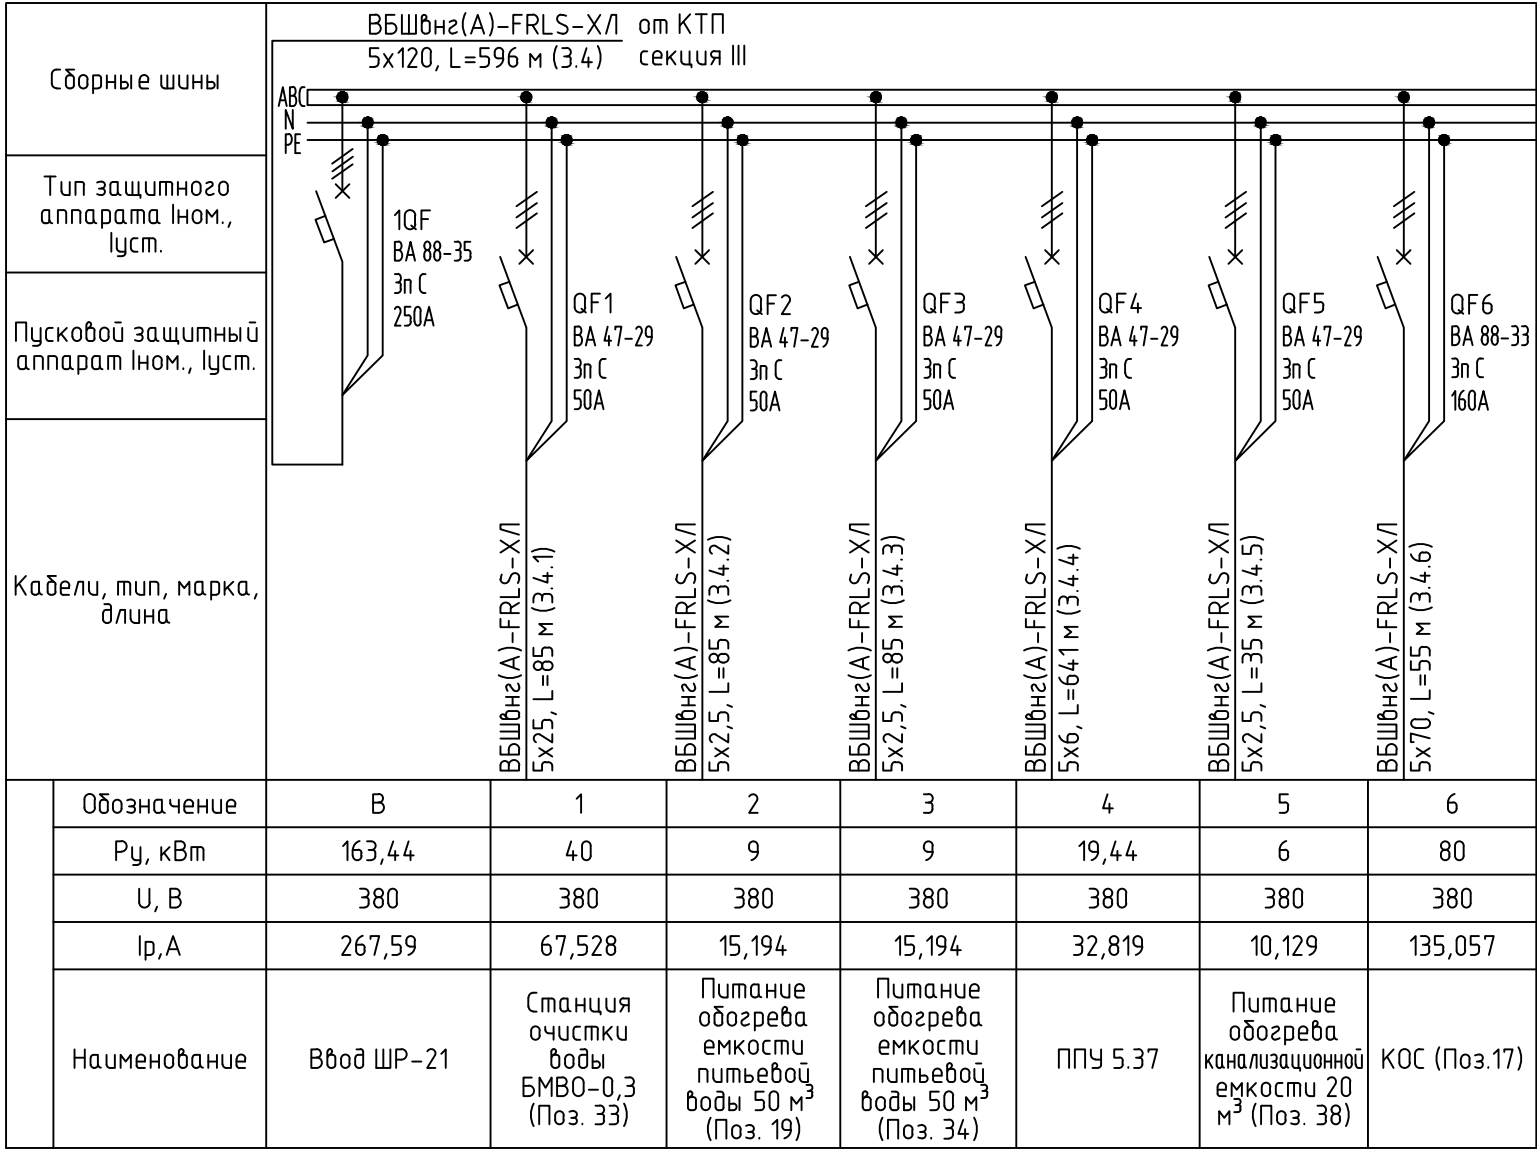 Сборные шины
ВБШвнг(А)-FRLS-ХЛ от КТП
5х120, L=596 м (3.4) секция III
ABC
N
PE
Тип защитного
аппарата Iном.,
Iуст.
Пусковой защитный
аппарат Iном., Iуст.
1QF
ВА 88-35
3п С
250А
QF1
ВА 47-29
3п С
50А
QF2
ВА 47-29
3п С
50А
QF3
ВА 47-29
3п С
50А
QF4
ВА 47-29
3п С
50А
QF5
ВА 47-29
3п С
50А
QF6
ВА 88-33
3п С
160А
Кабели, тип, марка,
длина
ВБШвнг(А)-FRLS-ХЛ
5х25, L=85 м (3.4.1)
ВБШвнг(А)-FRLS-ХЛ
5х2,5, L=85 м (3.4.2)
ВБШвнг(А)-FRLS-ХЛ
5х2,5, L=85 м (3.4.3)
ВБШвнг(А)-FRLS-ХЛ
5х6, L=641 м (3.4.4)
ВБШвнг(А)-FRLS-ХЛ
5х2,5, L=35 м (3.4.5)
ВБШвнг(А)-FRLS-ХЛ
5х70, L=55 м (3.4.6)
Обозначение В 1 2 3 4 5 6
Ру, кВт 163,44 40 9 9 19,44 6 80
U, В 380 380 380 380 380 380 380
Iр,А 267,59 67,528 15,194 15,194 32,819 10,129 135,057
Наименование
Ввод ШР-21
Станция
очистки
воды
БМВО-0,3
(Поз. 33)
Питание
обогрева
емкости
питьевой
воды 50 м³
(Поз. 19)
Питание
обогрева
емкости
питьевой
воды 50 м³
(Поз. 34)
ППУ 5.37
Питание
обогрева
канализационной
емкости 20
м³ (Поз. 38)
КОС (Поз.17)